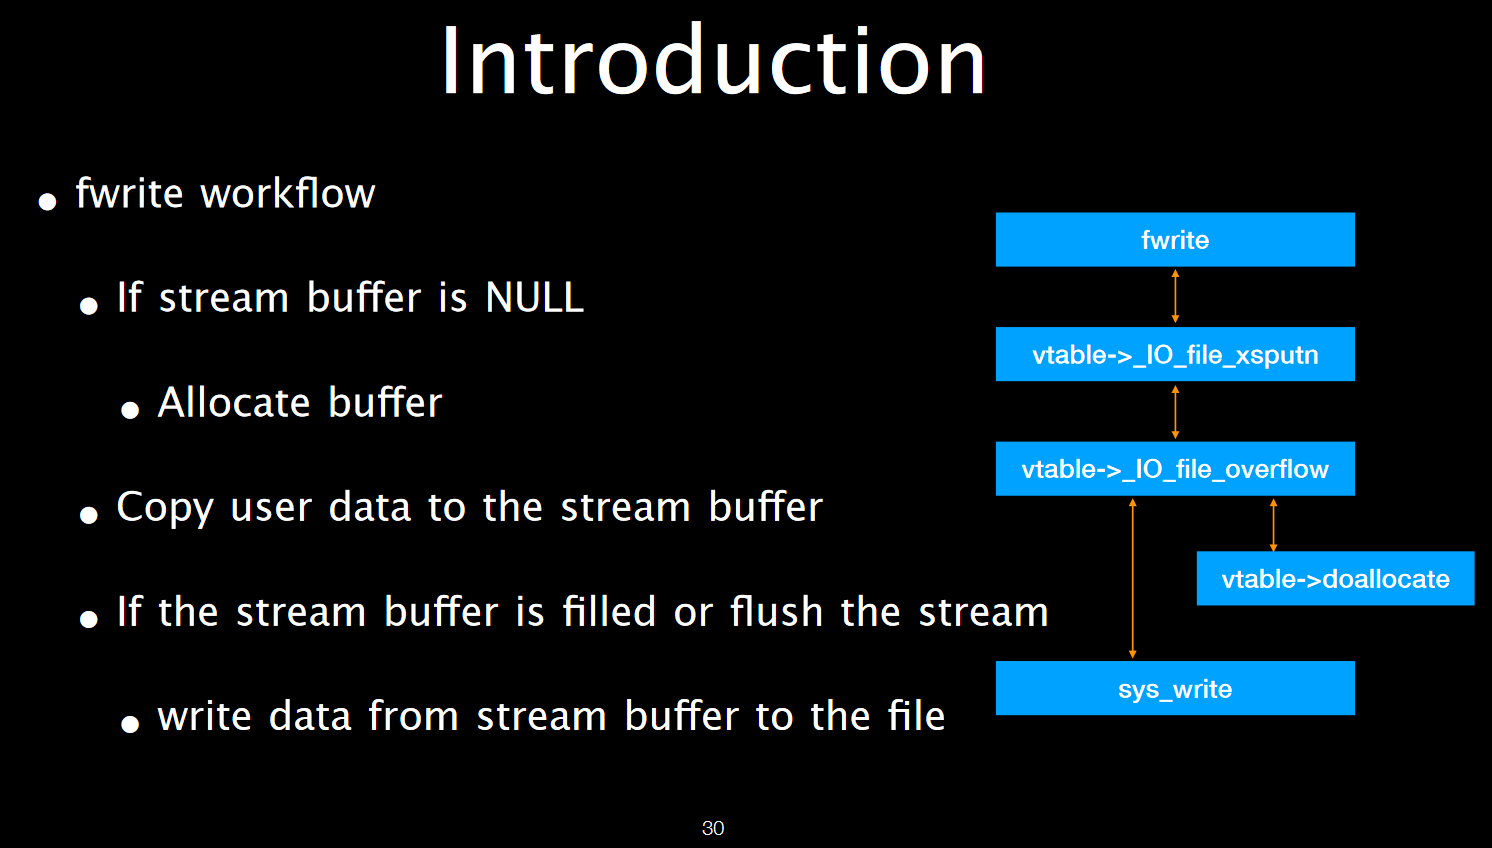 Introduction
• fwrite workflow
• If stream buffer is NULL
• Allocate buffer
• Copy user data to the stream buffer
• If the stream buffer is filled or flush the stream
• write data from stream buffer to the file
fwrite
vtable->_IO_file_xsputn
vtable->_IO_file_overflow
vtable->doallocate
sys_write
30